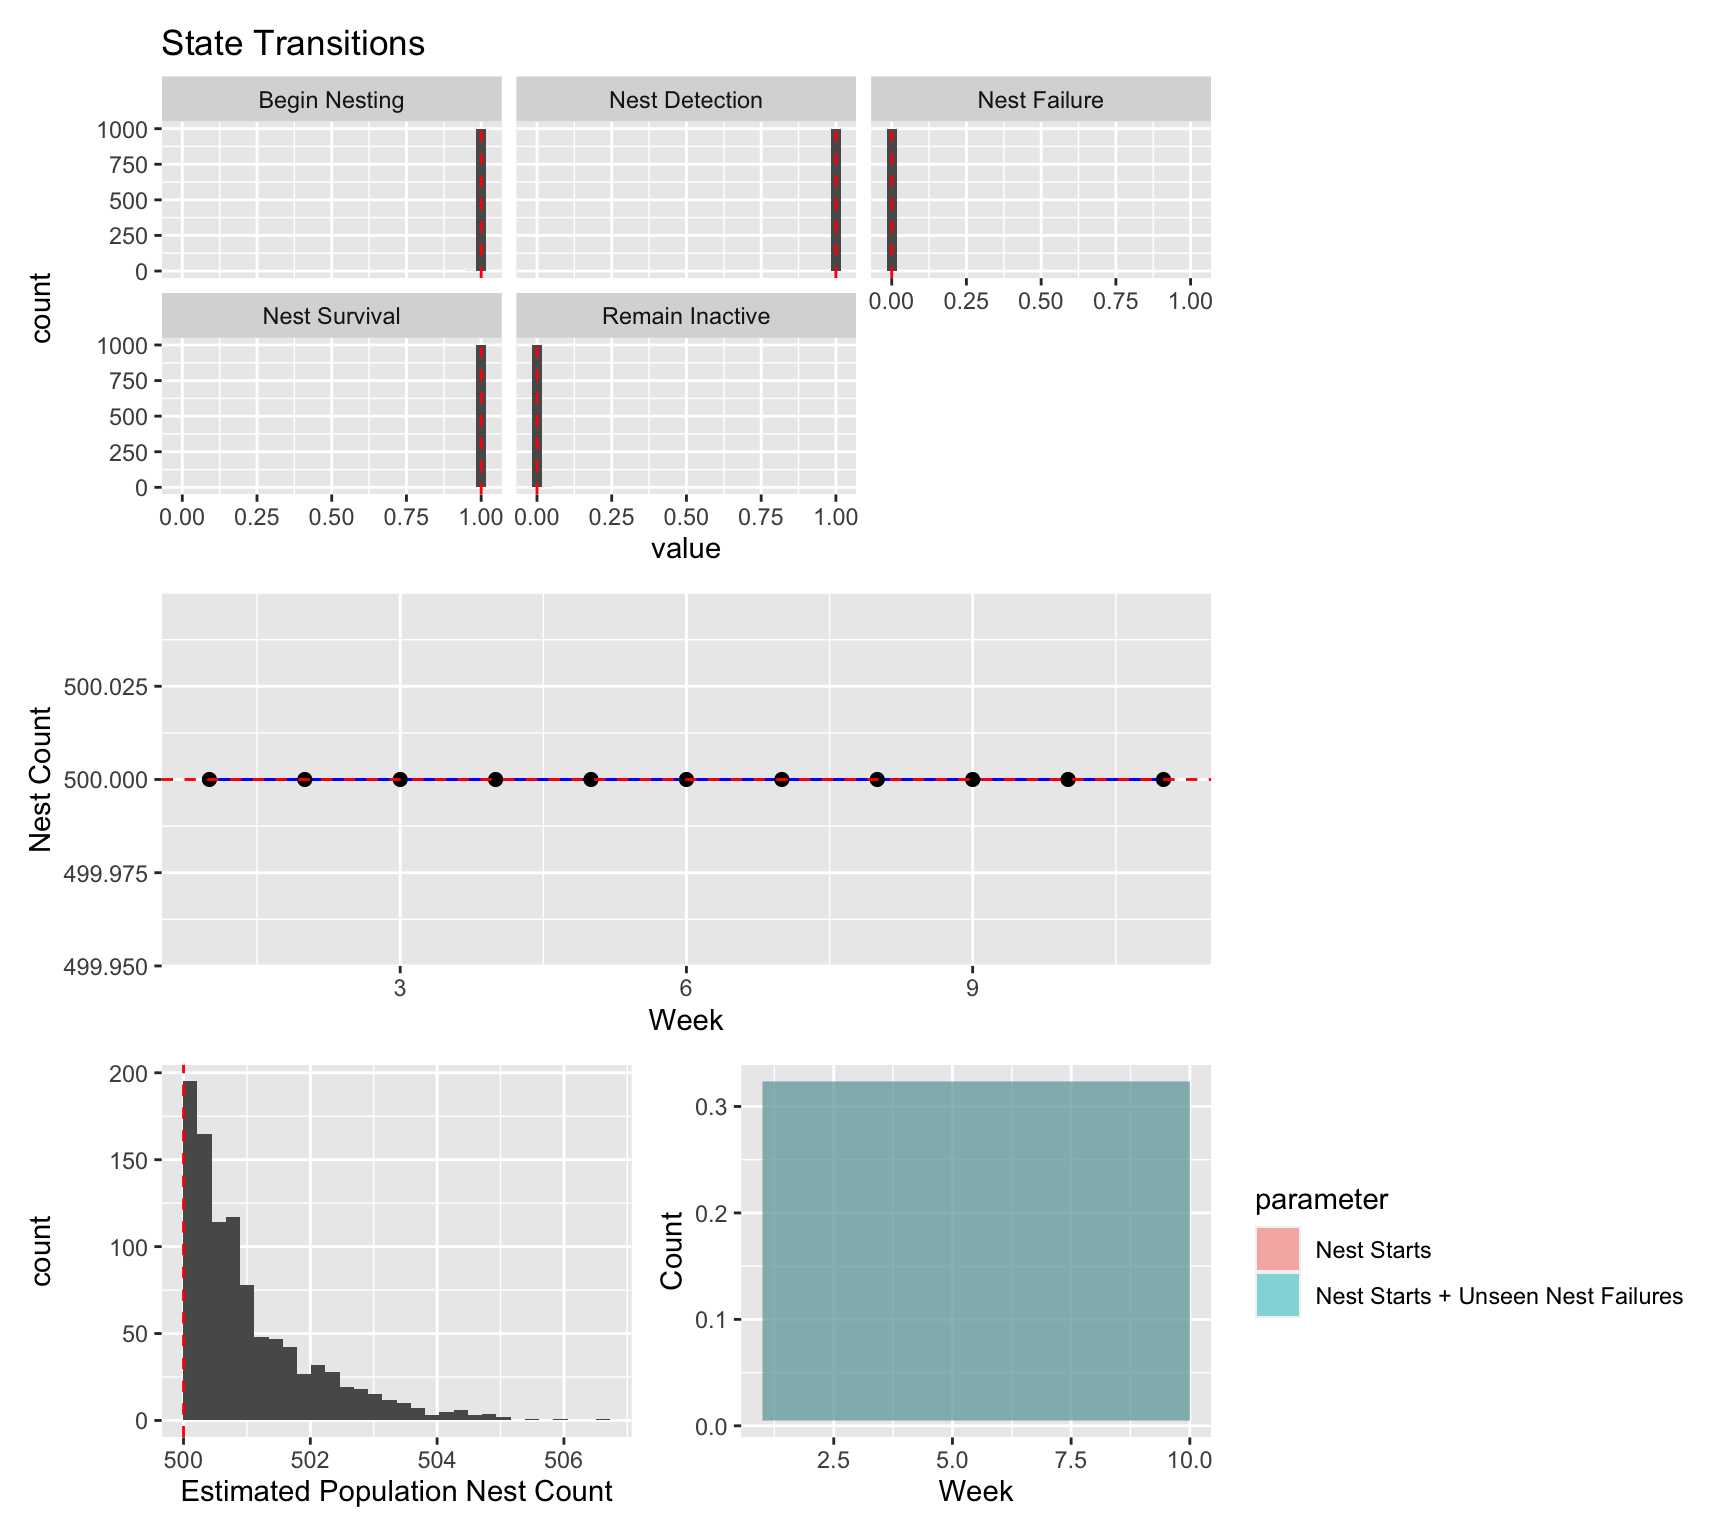 State Transitions
Begin Nesting Nest Detection Nest Failure
1000
750
500
250
0
0.00 0.25 0.50 0.75 1.00
count
Nest Survival Remain Inactive
1000
750
500
250
0
0.00 0.25 0.50 0.75 1.00 0.00 0.25 0.50 0.75 1.00
value
Nest Count
500.025
500.000
499.975
499.950
3 6 9
Week
count
200
150
100
50
0
500 502 504 506
Estimated Population Nest Count
Count
0.3
0.2
0.1
0.0
2.5 5.0 7.5 10.0
Week
parameter
Nest Starts
Nest Starts + Unseen Nest Failures